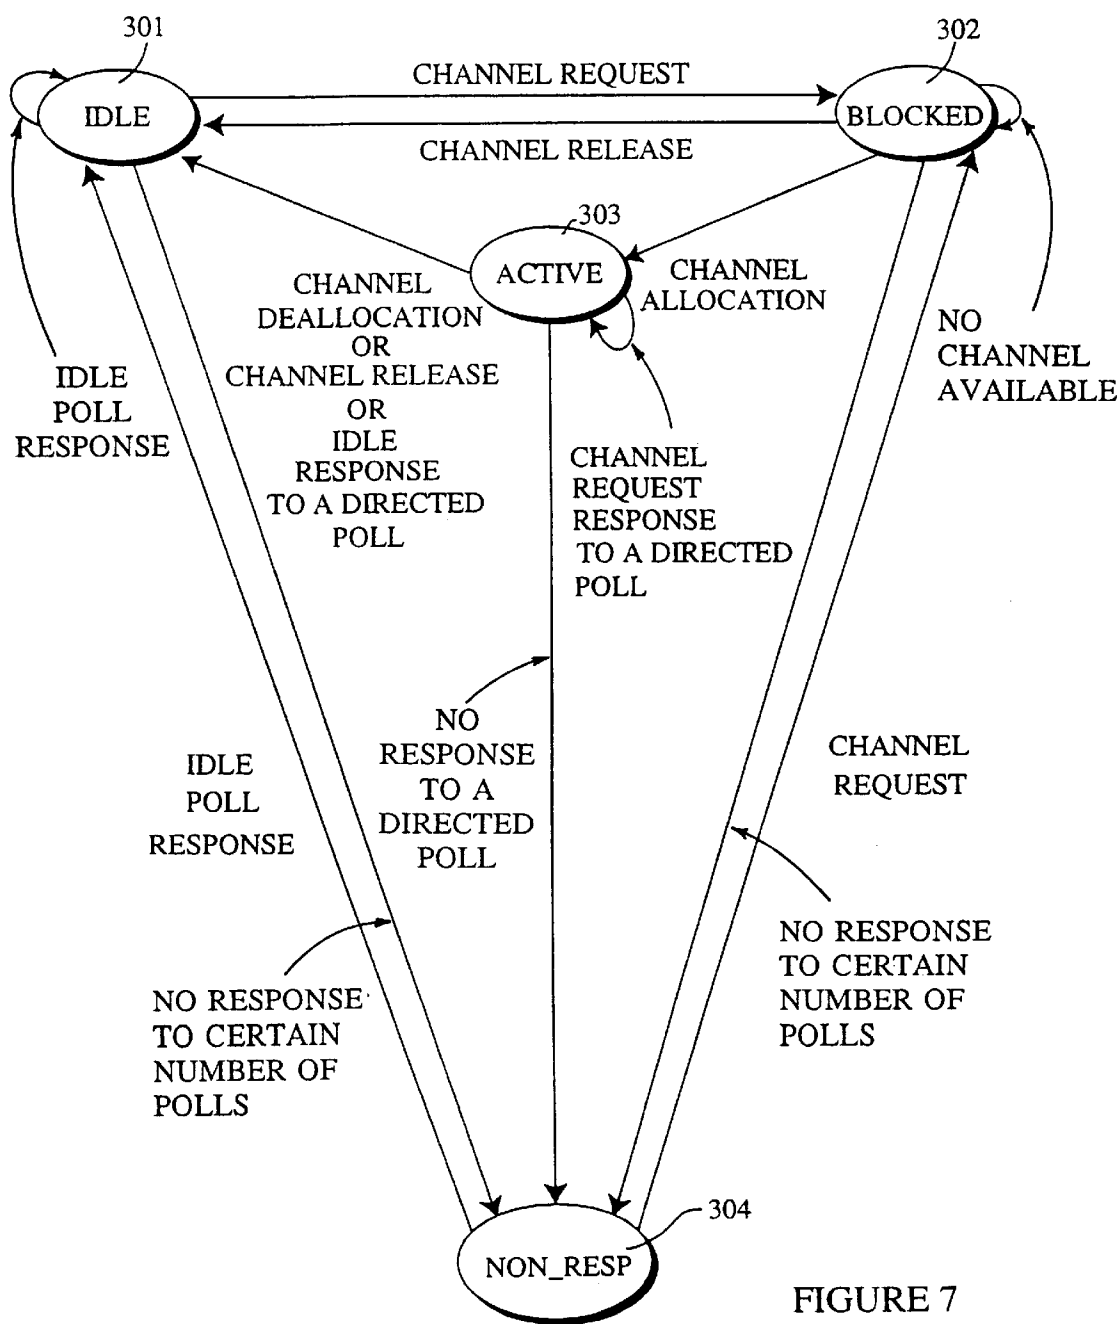 301
302
CHANNEL REQUEST
IDLE
BLOCKED
CHANNEL RELEASE
303
ACTIVE
CHANNEL
DEALLOCATION
OR
CHANNEL RELEASE
OR
IDLE
RESPONSE
TO A DIRECTED
POLL
CHANNEL
ALLOCATION
NO
CHANNEL
AVAILABLE
IDLE
POLL
RESPONSE
CHANNEL
REQUEST
RESPONSE
TO A DIRECTED
POLL
NO
RESPONSE
TO A
DIRECTED
POLL
IDLE
POLL
RESPONSE
CHANNEL
REQUEST
NO RESPONSE
TO CERTAIN
NUMBER OF
POLLS
NO RESPONSE
TO CERTAIN
NUMBER OF
POLLS
304
NON_RESP
FIGURE 7